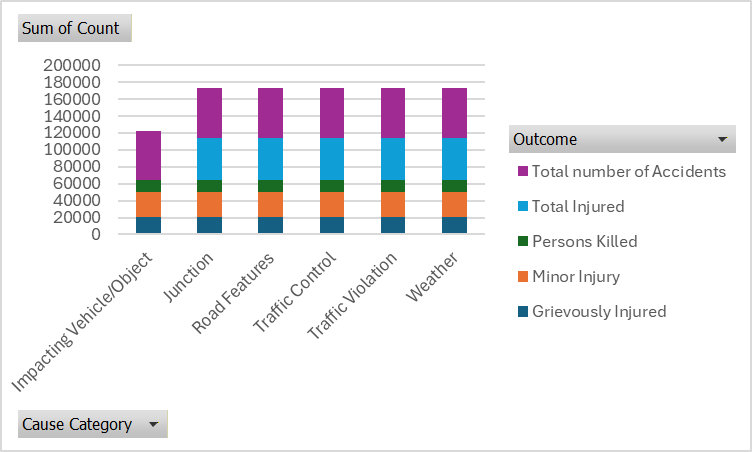 Sum of Count
200000
180000
160000
140000
120000
100000
80000
60000
40000
20000
0
Impacting Vehicle/Object
Junction
Road Features
Traffic Control
Traffic Violation
Weather
Outcome
Total number of Accidents
Total Injured
Persons Killed
Minor Injury
Grievously Injured
Cause Category